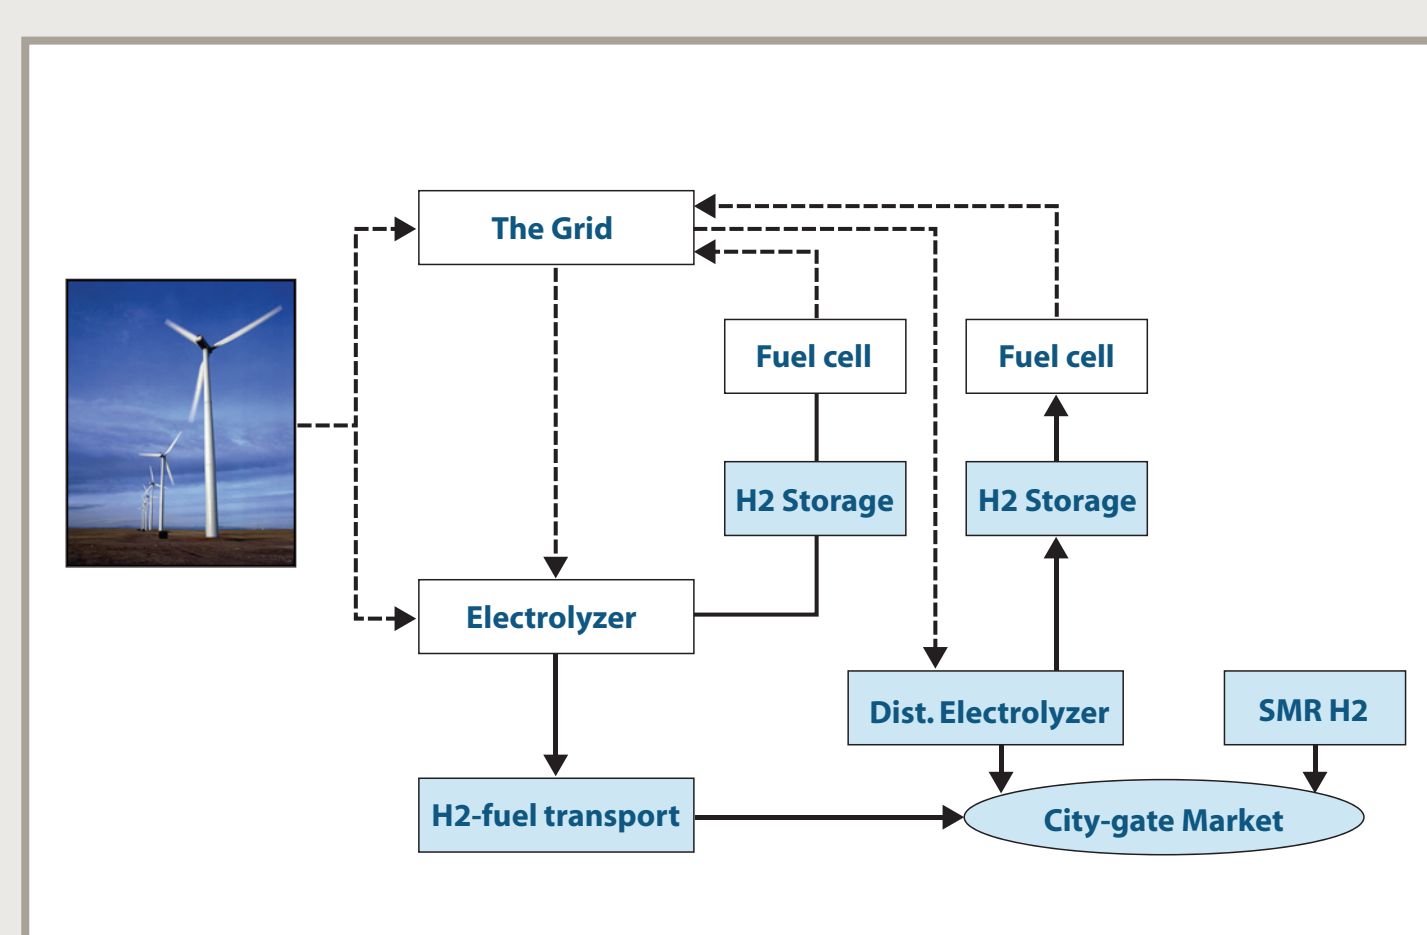 The Grid
Fuel cell
Fuel cell
H2 Storage
H2 Storage
Electrolyzer
Dist. Electrolyzer
SMR H2
H2-fuel transport
City-gate Market